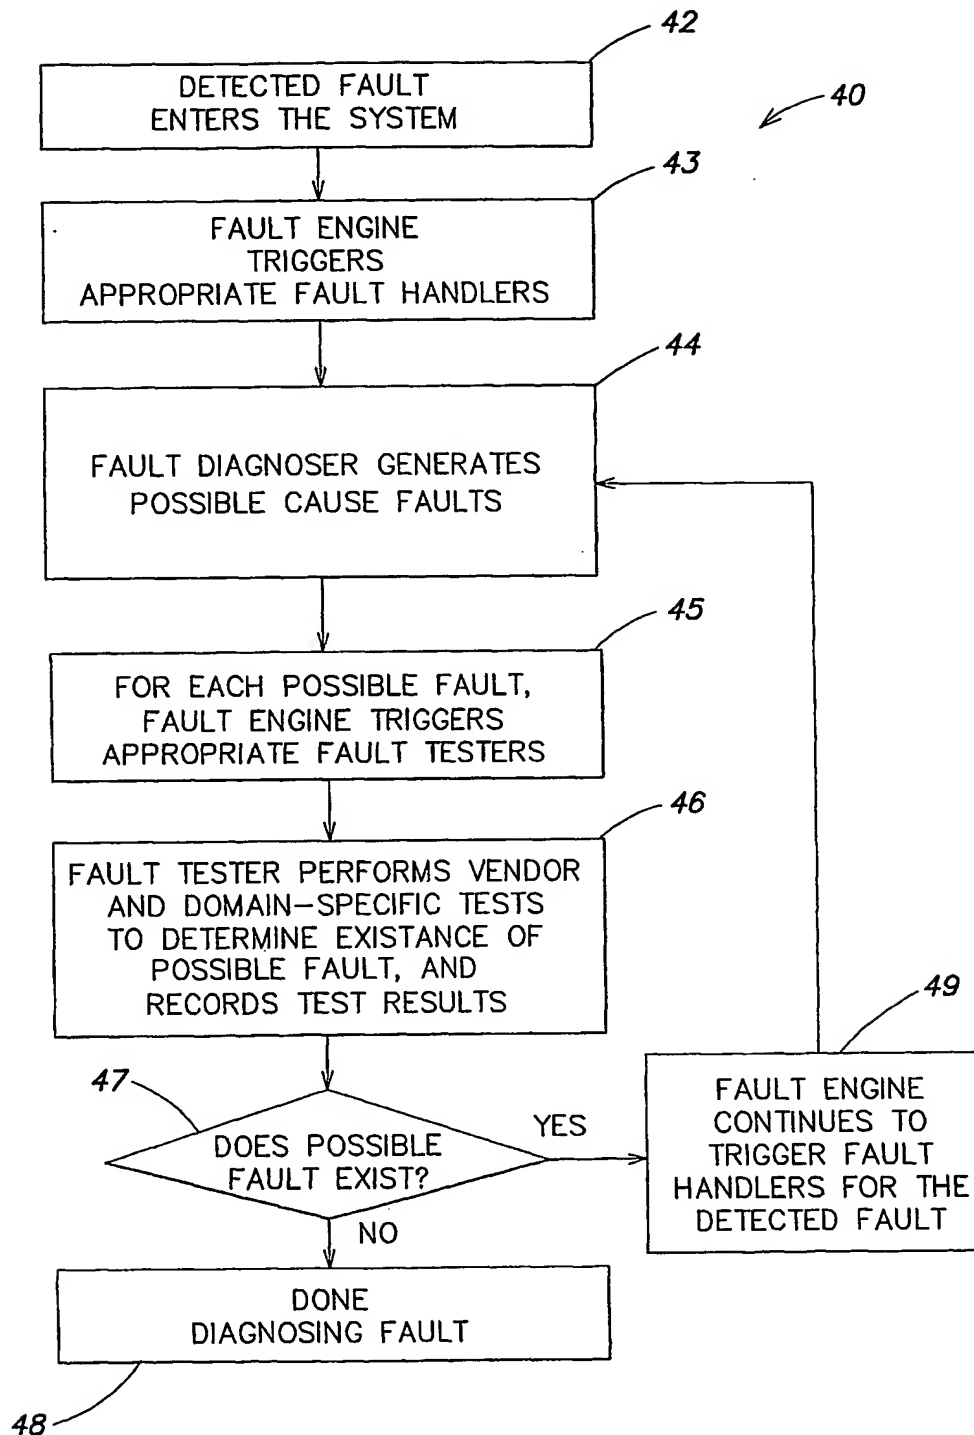 42
DETECTED FAULT
ENTERS THE SYSTEM
40
43
FAULT ENGINE
TRIGGERS
APPROPRIATE FAULT HANDLERS
44
FAULT DIAGNOSER GENERATES
POSSIBLE CAUSE FAULTS
45
FOR EACH POSSIBLE FAULT,
FAULT ENGINE TRIGGERS
APPROPRIATE FAULT TESTERS
46
FAULT TESTER PERFORMS VENDOR
AND DOMAIN-SPECIFIC TESTS
TO DETERMINE EXISTANCE OF
POSSIBLE FAULT, AND
RECORDS TEST RESULTS
47
DOES POSSIBLE
FAULT EXIST?
YES
49
FAULT ENGINE
CONTINUES TO
TRIGGER FAULT
HANDLERS FOR THE
DETECTED FAULT
NO
DONE
DIAGNOSING FAULT
48